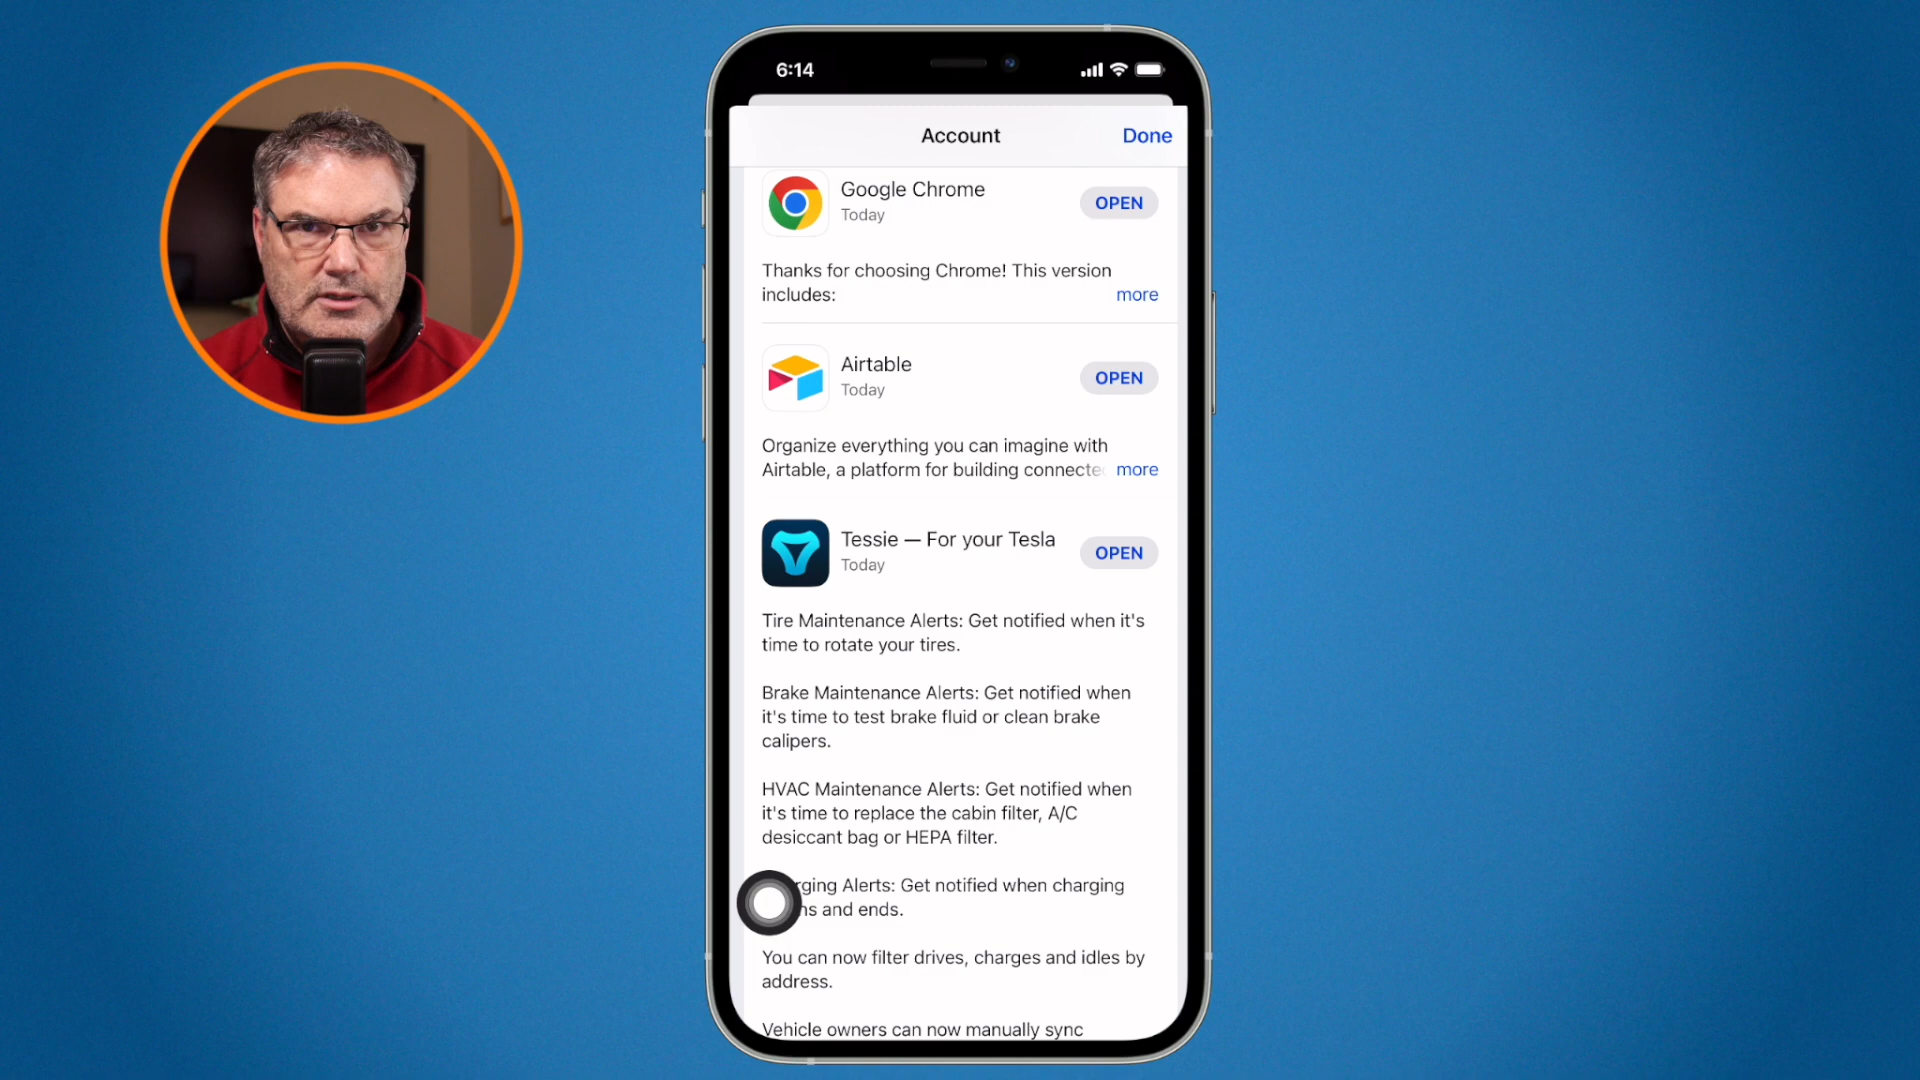 6:14
Account
Done
Google Chrome
Today
OPEN
Thanks for choosing Chrome! This version
includes:
more
Airtable
Today
OPEN
Organize everything you can imagine with
Airtable, a platform for building
more
Tessie — For your Tesla
Today
OPEN
Tire Maintenance Alerts: Get notified when it's
time to rotate your tires.
Brake Maintenance Alerts: Get notified when
it's time to test brake fluid or clean brake
calipers.
HVAC Maintenance Alerts: Get notified when
it's time to replace the cabin filter, A/C
desiccant bag or HEPA filter.
Alerts: Get notified when charging
and ends.
You can now filter drives, charges and idles by
address.
Vehicle owners can now manually sync